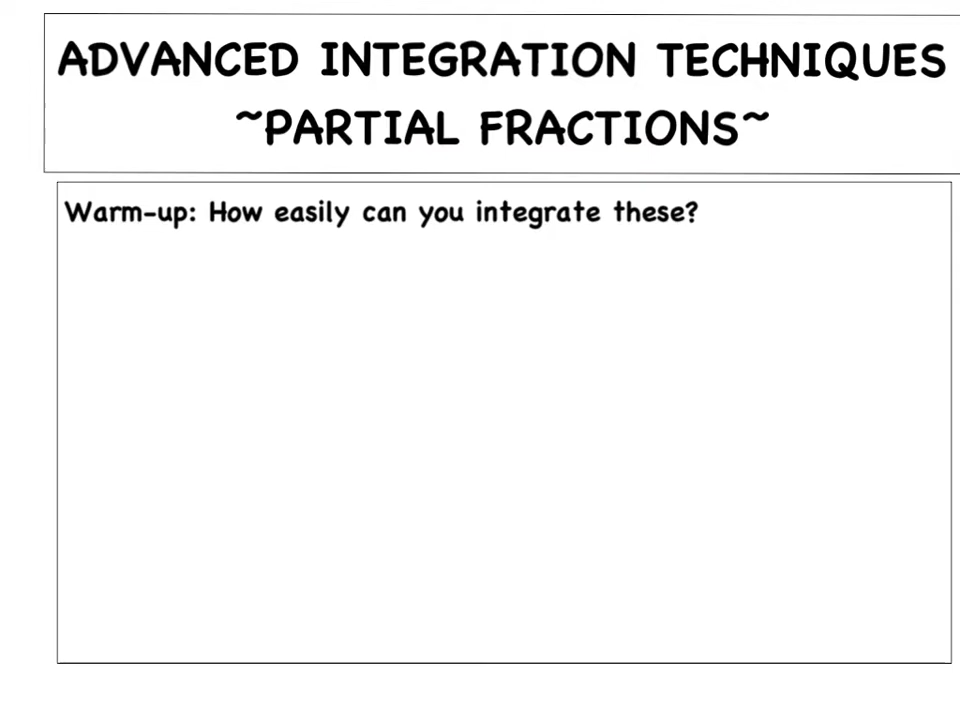 ADVANCED INTEGRATION TECHNIQUES
~PARTIAL FRACTIONS~
Warm-up: How easily can you integrate these?